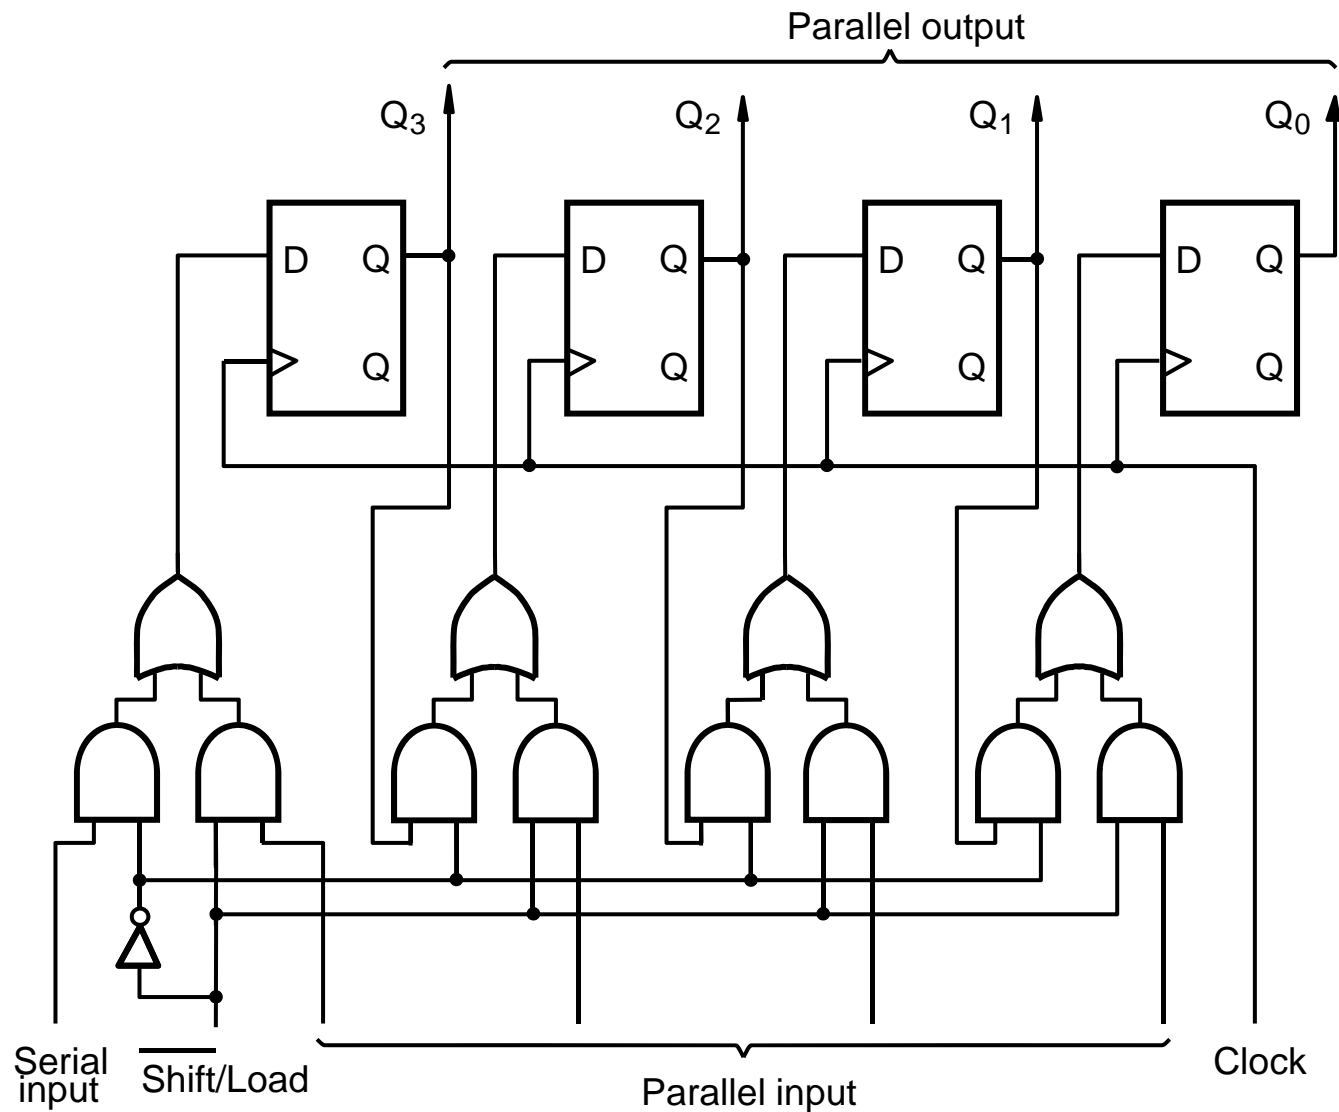 Parallel output
Q3
Q2
Q1
Q0
D Q
D Q
D Q
D Q
Q
Q
Q
Q
Serial
input
Shift/Load
Parallel input
Clock